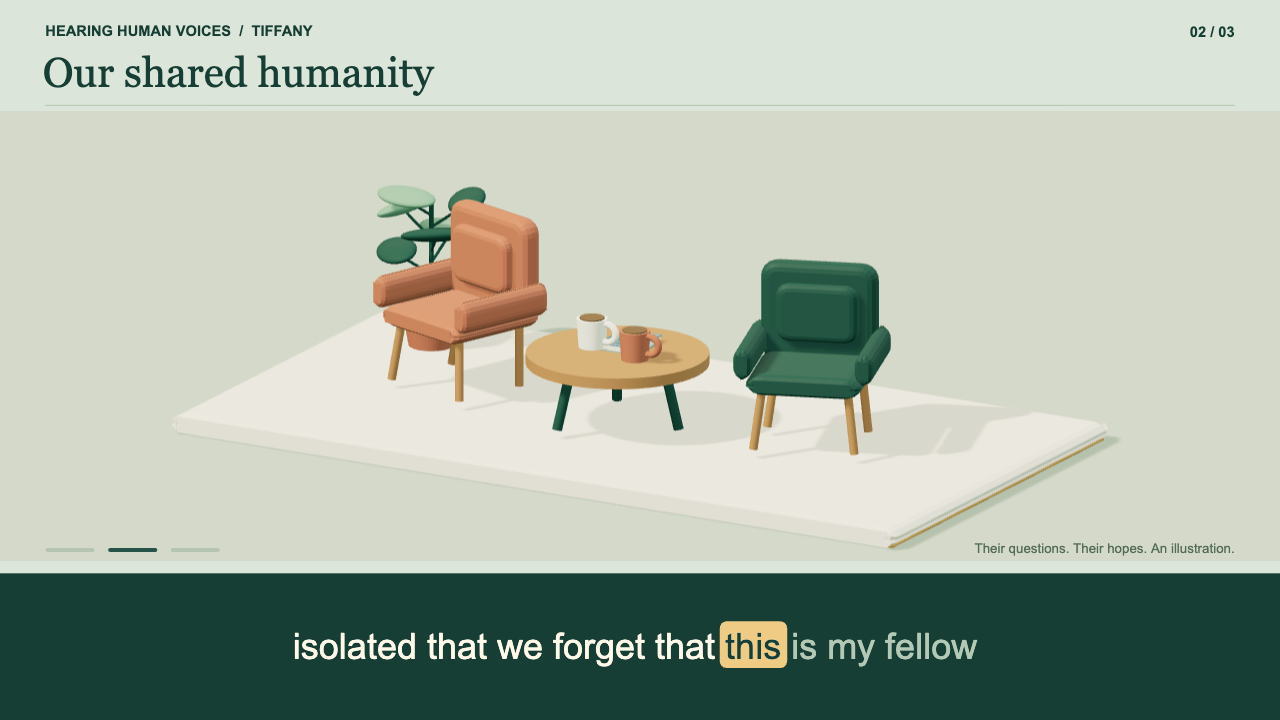 HEARING HUMAN VOICES / TIFFANY
02 / 03
Our shared humanity
Their questions. Their hopes. An illustration.
isolated that we forget that this is my fellow